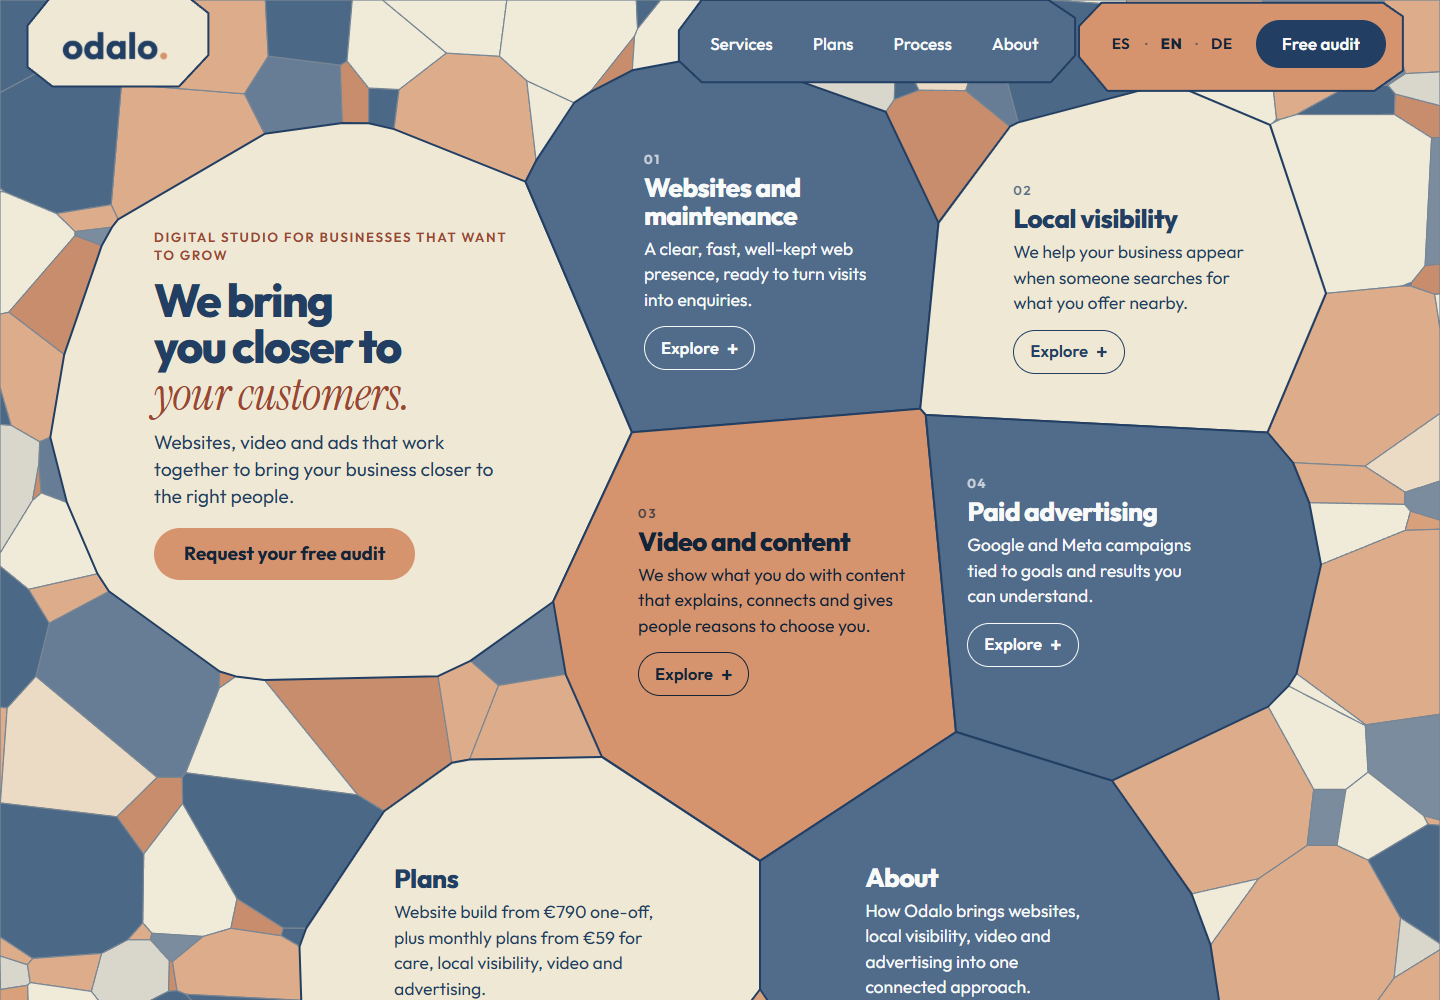 odalo.
Services
Plans
Process
About
ES · EN · DE
Free audit
DIGITAL STUDIO FOR BUSINESSES THAT WANT
TO GROW
We bring
you closer to
your customers.
Websites, video and ads that work
together to bring your business closer to
the right people.
Request your free audit
01
Websites and
maintenance
A clear, fast, well-kept web
presence, ready to turn visits
into enquiries.
Explore +
02
Local visibility
We help your business appear
when someone searches for
what you offer nearby.
Explore +
03
Video and content
We show what you do with content
that explains, connects and gives
people reasons to choose you.
Explore +
04
Paid advertising
Google and Meta campaigns
tied to goals and results you
can understand.
Explore +
Plans
Website build from €790 one-off,
plus monthly plans from €59 for
care, local visibility, video and
advertising.
About
How Odalo brings websites,
local visibility, video and
advertising into one
connected approach.